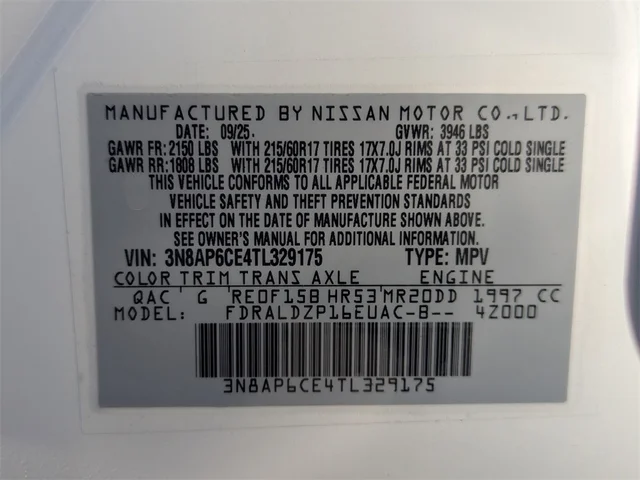 MANUFACTURED BY NISSAN MOTOR CO., LTD.
DATE: 09/25. GVWR: 3946 LBS
GAWR FR: 2150 LBS WITH 215/60R17 TIRES 17X7.0J RIMS AT 33 PSI COLD SINGLE
GAWR RR: 1808 LBS WITH 215/60R17 TIRES 17X7.0J RIMS AT 33 PSI COLD SINGLE
THIS VEHICLE CONFORMS TO ALL APPLICABLE FEDERAL MOTOR
VEHICLE SAFETY AND THEFT PREVENTION STANDARDS
IN EFFECT ON THE DATE OF MANUFACTURE SHOWN ABOVE.
SEE OWNER'S MANUAL FOR ADDITIONAL INFORMATION.
VIN: 3N8AP6CE4TL329175 TYPE: MPV
COLOR TRIM TRANS AXLE ENGINE
QAC G RE0F15B HR53 MR20DD 1997 CC
MODEL: FDRALDZP16EUAC-B-- 4Z000
3N8AP6CE4TL329175